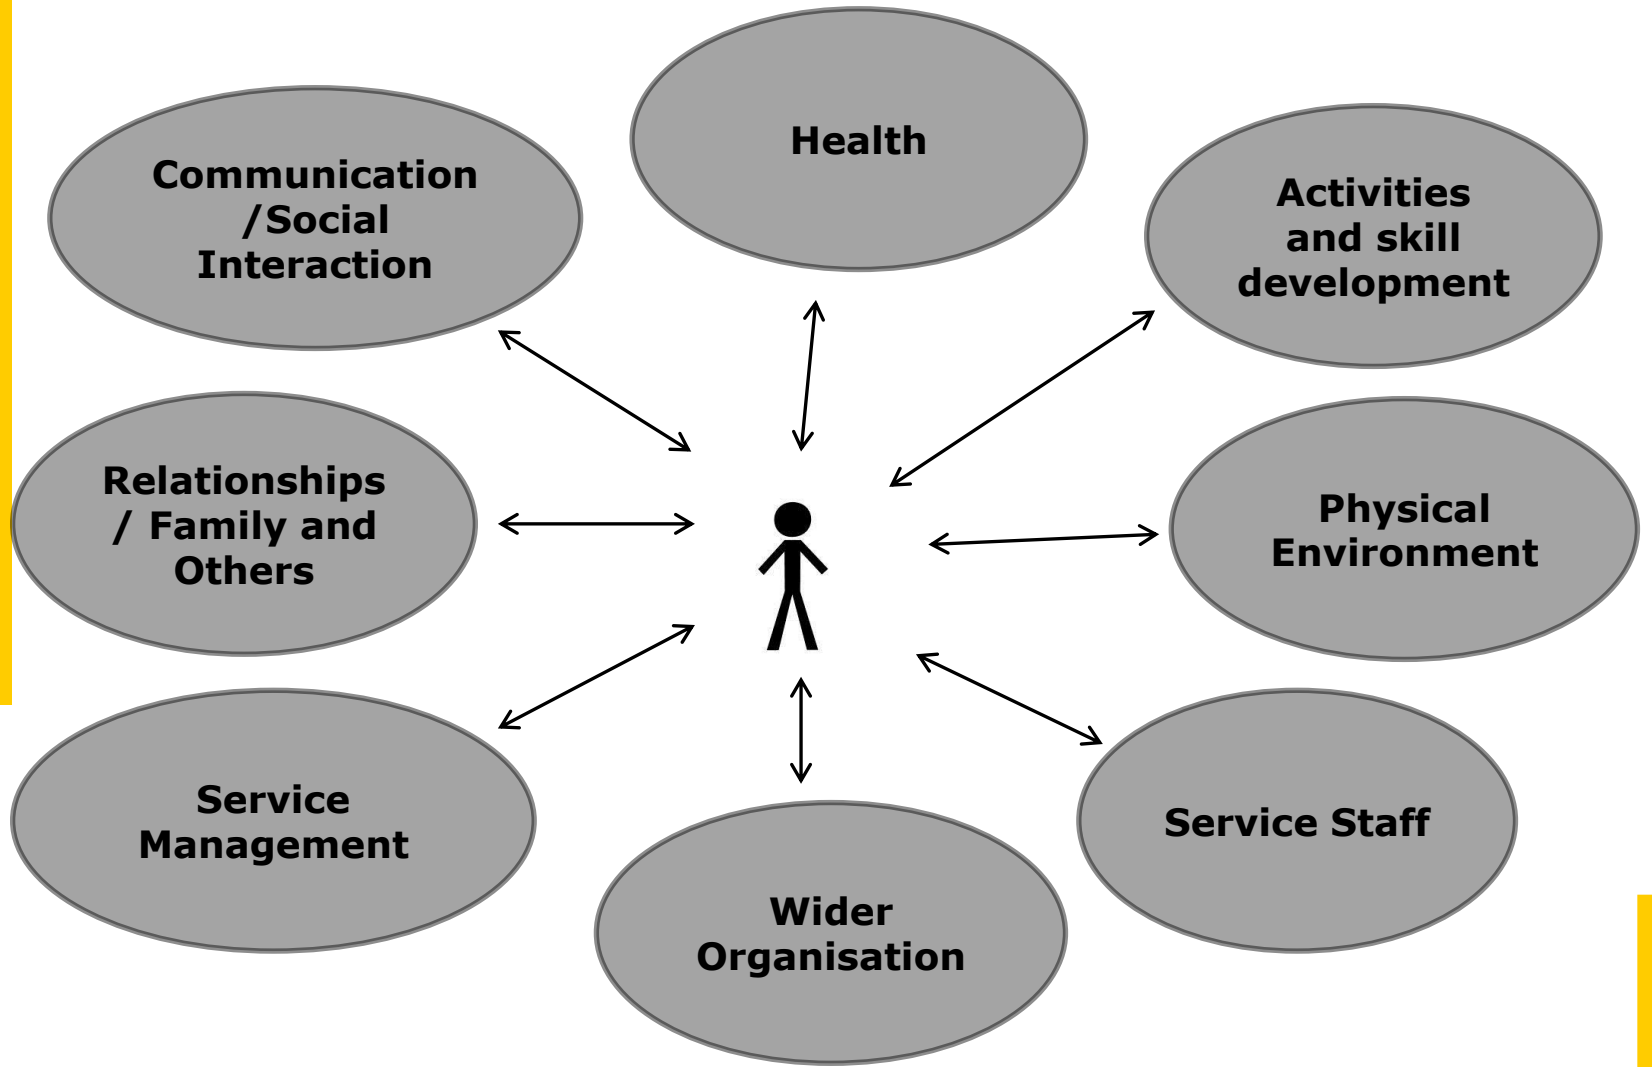 Health
Communication
/Social
Interaction
Activities
and skill
development
Relationships
/ Family and
Others
Physical
Environment
Service
Management
Service Staff
Wider
Organisation